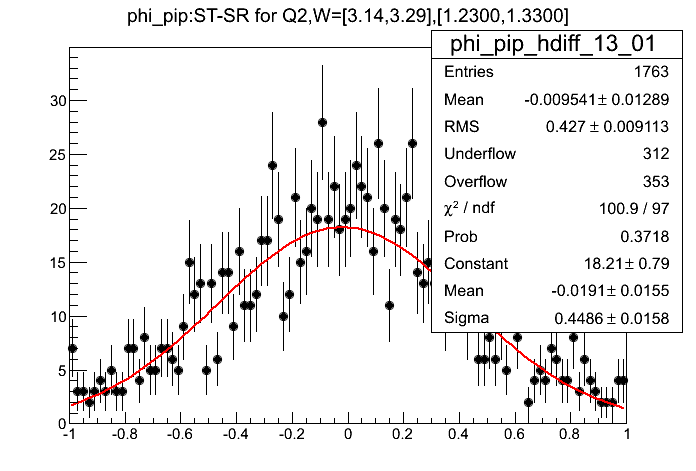 phi_pip:ST-SR for Q2,W=[3.14,3.29],[1.2300,1.3300]
phi_pip_hdiff_13_01
Entries 1763
Mean -0.009541± 0.01289
RMS 0.427 ± 0.009113
Underflow 312
Overflow 353
χ² / ndf 100.9 / 97
Prob 0.3718
Constant 18.21± 0.79
Mean -0.0191± 0.0155
Sigma 0.4486± 0.0158
30
25
20
15
10
5
0
-1 -0.8 -0.6 -0.4 -0.2 0 0.2 0.4 0.6 0.8 1